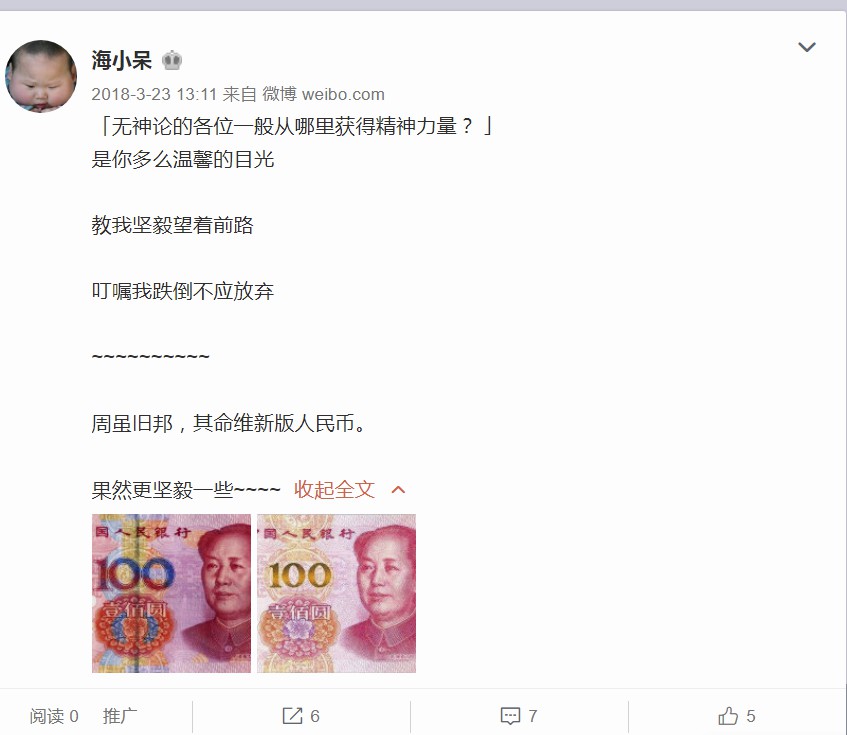 海小呆
2018-3-23 13:11 来自 微博 weibo.com
「无神论的各位一般从哪里获得精神力量？」
是你多么温馨的目光
教我坚毅望着前路
叮嘱我跌倒不应放弃
~~~~~~~~~~
周虽旧邦，其命维新版人民币。
果然更坚毅一些~~~~ 收起全文
国人民银行
100
壹佰圆
国人民银行
100
壹佰圆
阅读 0 推广 6 7 5